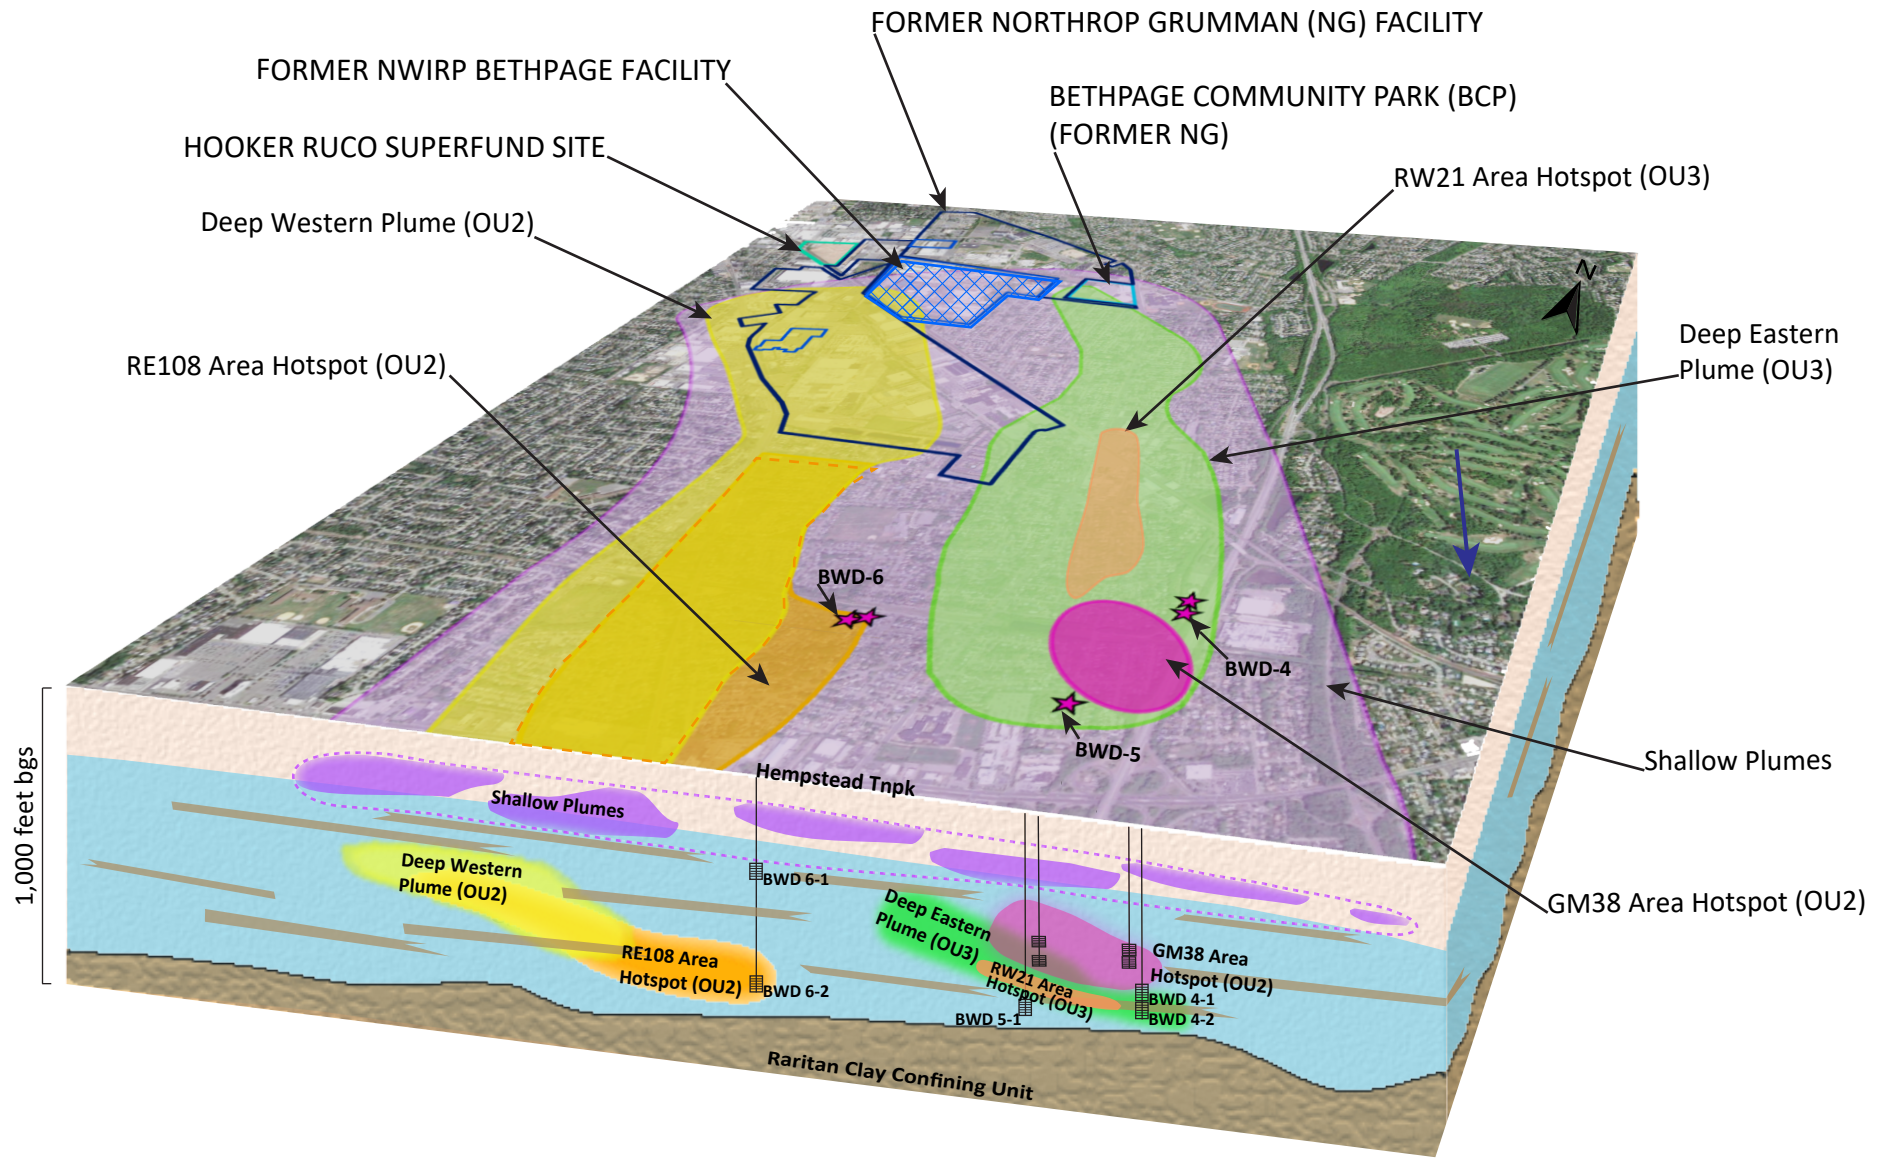 FORMER NORTHROP GRUMMAN (NG) FACILITY
FORMER NWIRP BETHPAGE FACILITY
BETHPAGE COMMUNITY PARK (BCP)
(FORMER NG)
HOOKER RUCO SUPERFUND SITE
RW21 Area Hotspot (OU3)
Deep Western Plume (OU2)
N
Deep Eastern
Plume (OU3)
RE108 Area Hotspot (OU2)
BWD-6
BWD-4
BWD-5
Shallow Plumes
Hempstead Tnpk
Shallow Plumes
1,000 feet bgs
Deep Western
Plume (OU2)
BWD 6-1
Deep Eastern
Plume (OU3)
GM38 Area Hotspot (OU2)
RE108 Area
Hotspot (OU2)
GM38 Area
Hotspot (OU2)
RW21 Area
Hotspot (OU3)
BWD 6-2
BWD 4-1
BWD 5-1
BWD 4-2
Raritan Clay Confining Unit